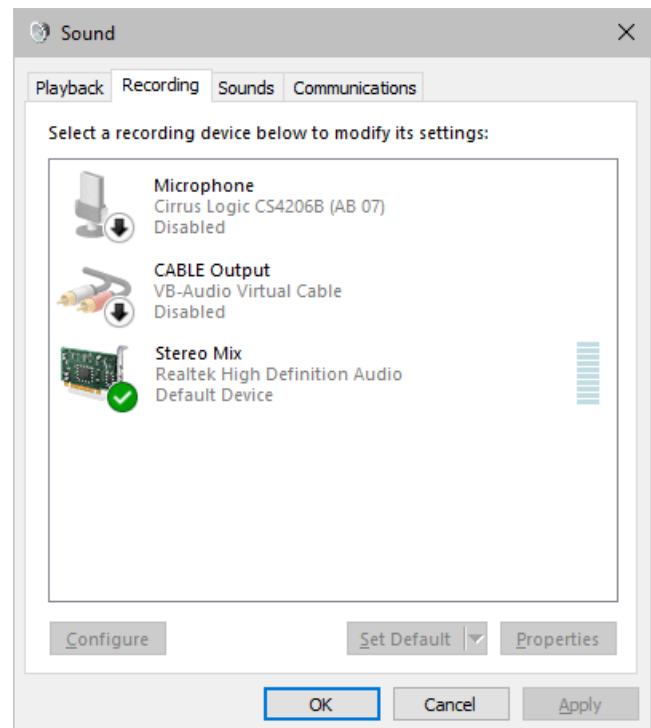 Sound
Playback Recording Sounds Communications
Select a recording device below to modify its settings:
Microphone
Cirrus Logic CS4206B (AB 07)
Disabled
CABLE Output
VB-Audio Virtual Cable
Disabled
Stereo Mix
Realtek High Definition Audio
Default Device
Configure Set Default Properties
OK Cancel Apply